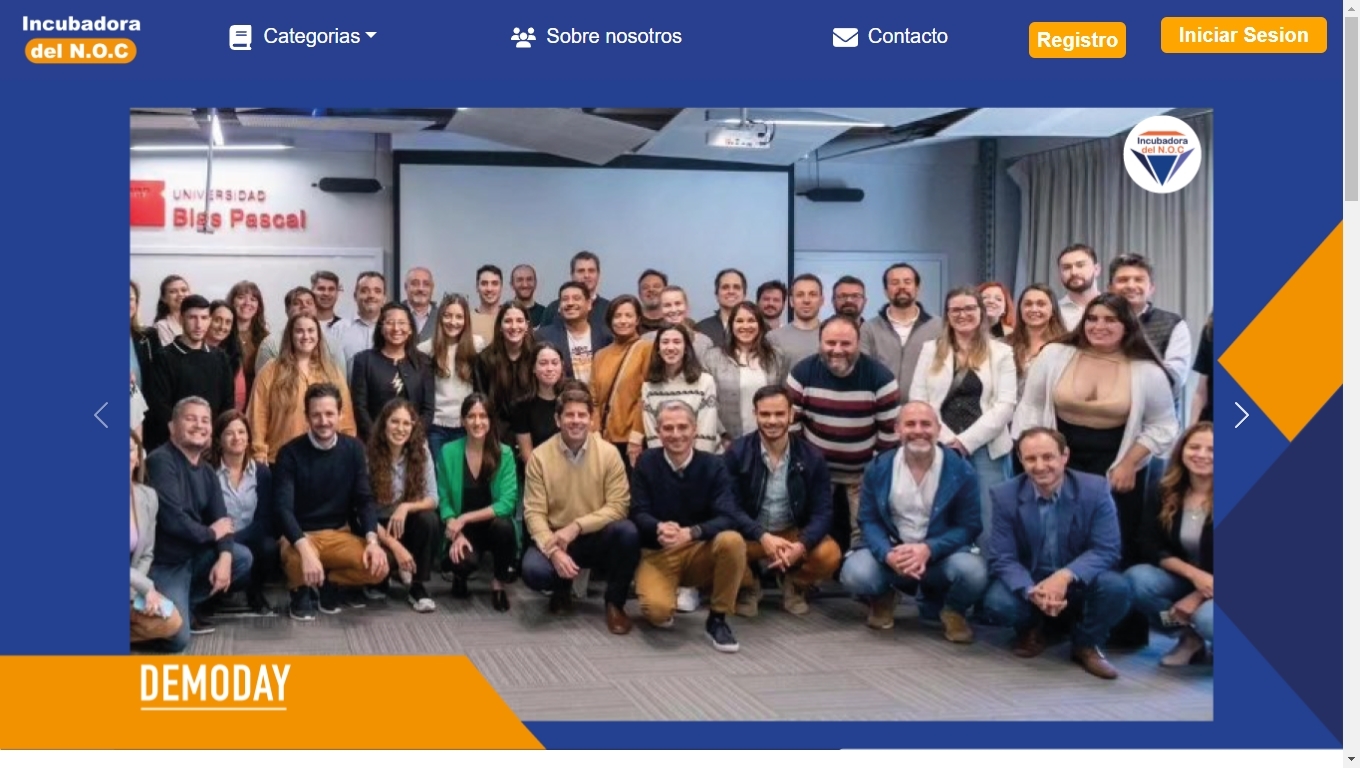 Incubadora
del N.O.C
Categorias
Sobre nosotros
Contacto
Registro
Iniciar Sesion
Incubadora
del N.O.C
UNIVERSIDAD
Blas Pascal
DEMODAY